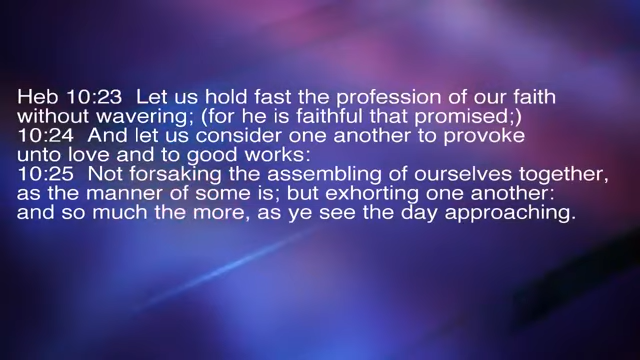 Heb 10:23  Let us hold fast the profession of our faith
without wavering; (for he is faithful that promised;)
10:24  And let us consider one another to provoke
unto love and to good works:
10:25  Not forsaking the assembling of ourselves together,
as the manner of some is; but exhorting one another:
and so much the more, as ye see the day approaching.